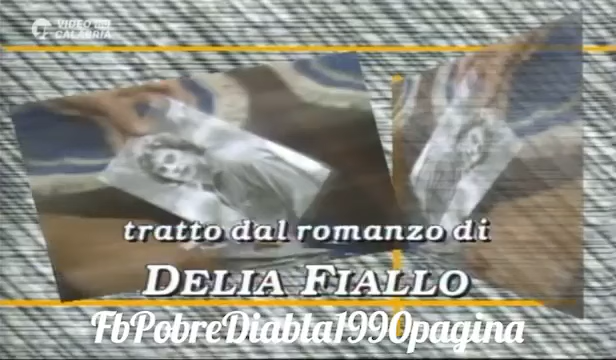 VIDEO
CALABRIA
tratto dal romanzo di
DELIA FIALLO
FbPobreDiabla1990pagina